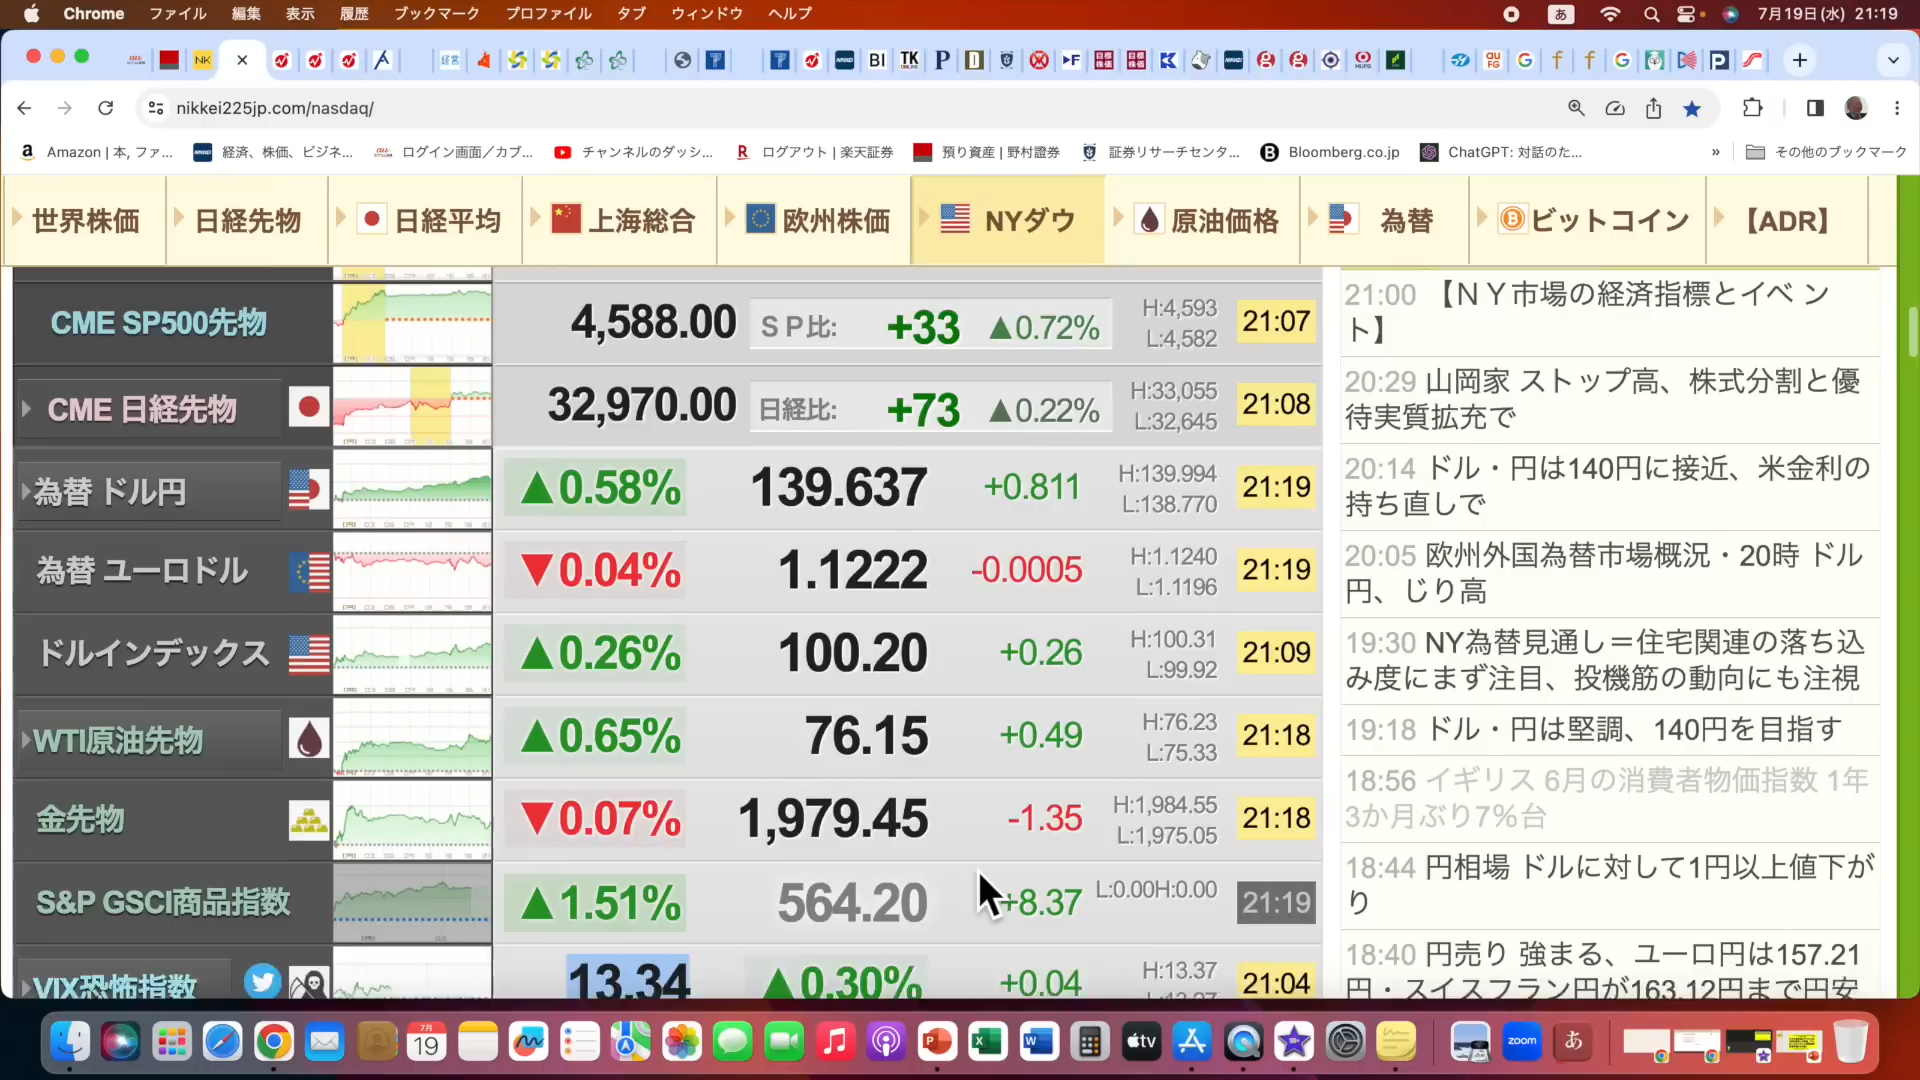 Chrome ファイル 編集 表示 履歴 ブックマーク プロファイル タブ ウィンドウ ヘルプ あ 7月19日(水) 21:19
nikkei225jp.com/nasdaq/
Amazon | 本, ファ... 経済、株価、ビジネ... ログイン画面／カブ... チャンネルのダッシ... ログアウト | 楽天証券 預り資産 | 野村證券 証券リサーチセンタ... Bloomberg.co.jp ChatGPT: 対話のた... » その他のブックマーク
世界株価 日経先物 日経平均 上海総合 欧州株価 NYダウ 原油価格 為替 ビットコイン 【ADR】
CME SP500先物 4,588.00 ＳＰ比: +33 ▲0.72% H:4,593 L:4,582 21:07
CME 日経先物 32,970.00 日経比: +73 ▲0.22% H:33,055 L:32,645 21:08
為替 ドル円 ▲0.58% 139.637 +0.811 H:139.994 L:138.770 21:19
為替 ユーロドル ▼0.04% 1.1222 -0.0005 H:1.1240 L:1.1196 21:19
ドルインデックス ▲0.26% 100.20 +0.26 H:100.31 L:99.92 21:09
WTI原油先物 ▲0.65% 76.15 +0.49 H:76.23 L:75.33 21:18
金先物 ▼0.07% 1,979.45 -1.35 H:1,984.55 L:1,975.05 21:18
S&P GSCI商品指数 ▲1.51% 564.20 +8.37 L:0.00H:0.00 21:19
VIX恐怖指数 13.34 ▲0.30% +0.04 H:13.37 21:04
21:00 【ＮＹ市場の経済指標とイベン
ト】
20:29 山岡家 ストップ高、株式分割と優
待実質拡充で
20:14 ドル・円は140円に接近、米金利の
持ち直しで
20:05 欧州外国為替市場概況・20時 ドル
円、じり高
19:30 NY為替見通し＝住宅関連の落ち込
み度にまず注目、投機筋の動向にも注視
19:18 ドル・円は堅調、140円を目指す
18:56 イギリス 6月の消費者物価指数 1年
3か月ぶり7％台
18:44 円相場 ドルに対して1円以上値下が
り
18:40 円売り 強まる、ユーロ円は157.21
円・スイスフラン円が163.12円まで円安
7月
19
tv
zoom
あ